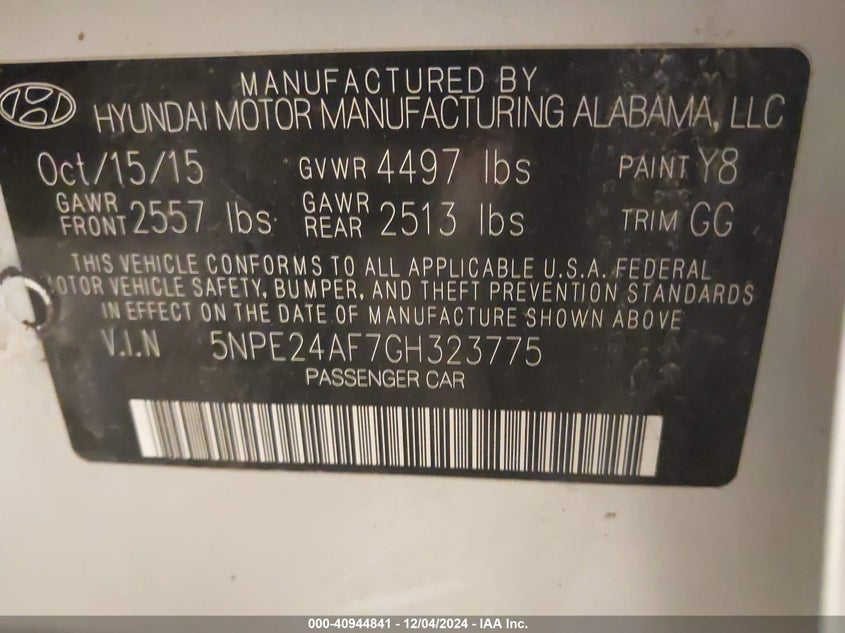 MANUFACTURED BY
HYUNDAI MOTOR MANUFACTURING ALABAMA, LLC
Oct/15/15 GVWR 4497 lbs PAINT Y8
GAWR FRONT 2557 lbs GAWR REAR 2513 lbs TRIM GG
THIS VEHICLE CONFORMS TO ALL APPLICABLE U.S.A. FEDERAL
MOTOR VEHICLE SAFETY, BUMPER, AND THEFT PREVENTION STANDARDS
IN EFFECT ON THE DATE OF MANUFACTURE SHOWN ABOVE
V.I.N 5NPE24AF7GH323775
PASSENGER CAR
000-40944841 - 12/04/2024 - IAA Inc.